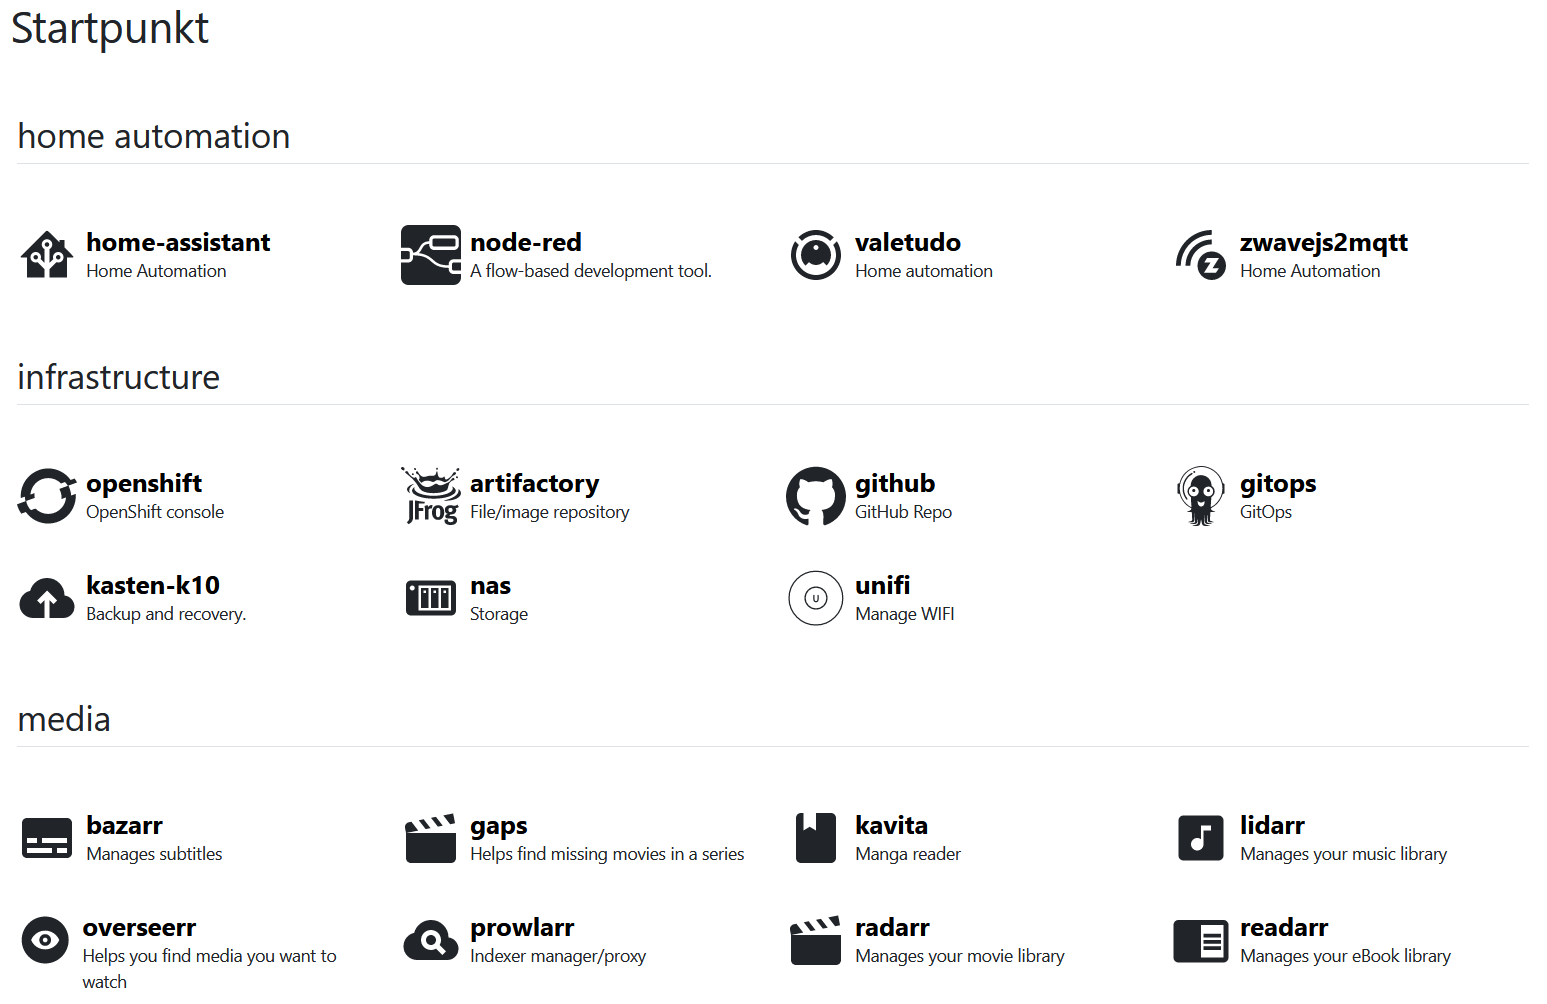 Startpunkt
home automation
home-assistant
Home Automation
node-red
A flow-based development tool.
valetudo
Home automation
zwavejs2mqtt
Home Automation
infrastructure
openshift
OpenShift console
JFrog
artifactory
File/image repository
github
GitHub Repo
gitops
GitOps
kasten-k10
Backup and recovery.
nas
Storage
U
unifi
Manage WIFI
media
bazarr
Manages subtitles
gaps
Helps find missing movies in a series
kavita
Manga reader
lidarr
Manages your music library
overseerr
Helps you find media you want to
watch
prowlarr
Indexer manager/proxy
radarr
Manages your movie library
readarr
Manages your eBook library